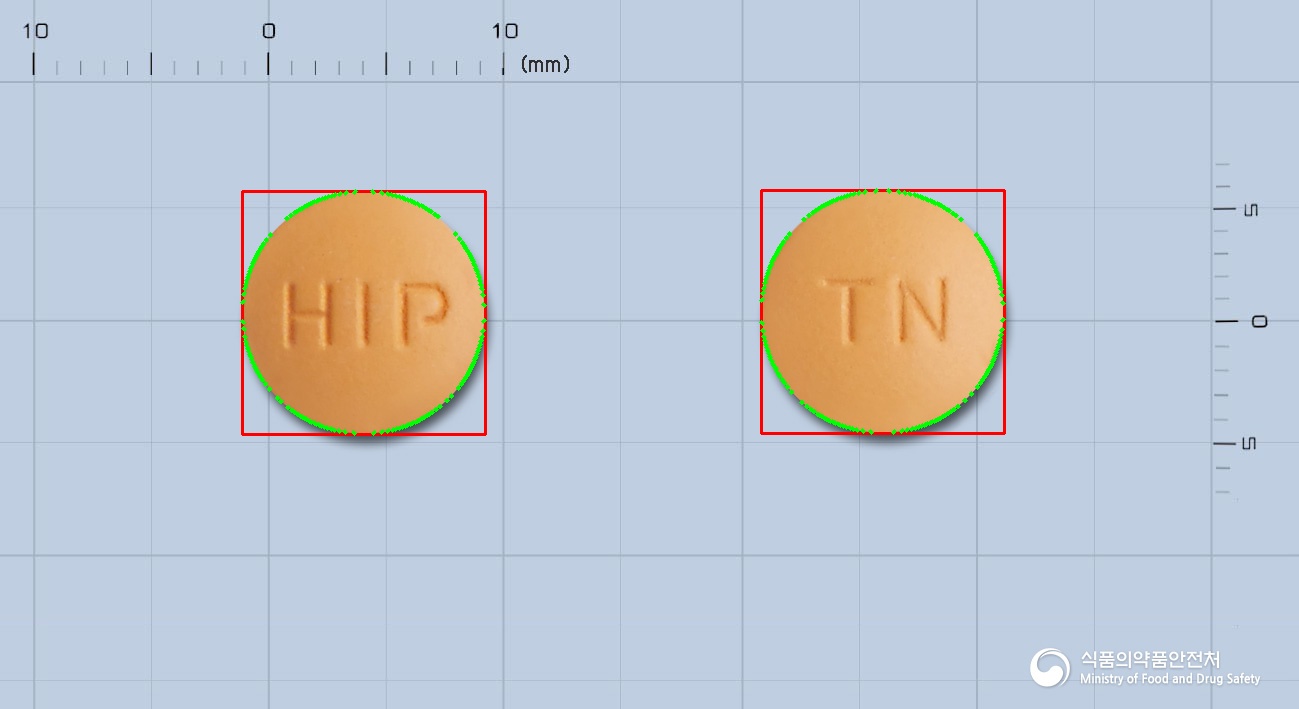 10 0 10
(mm)
HIP
TN
5
0
5
식품의약품안전처
Ministry of Food and Drug Safety